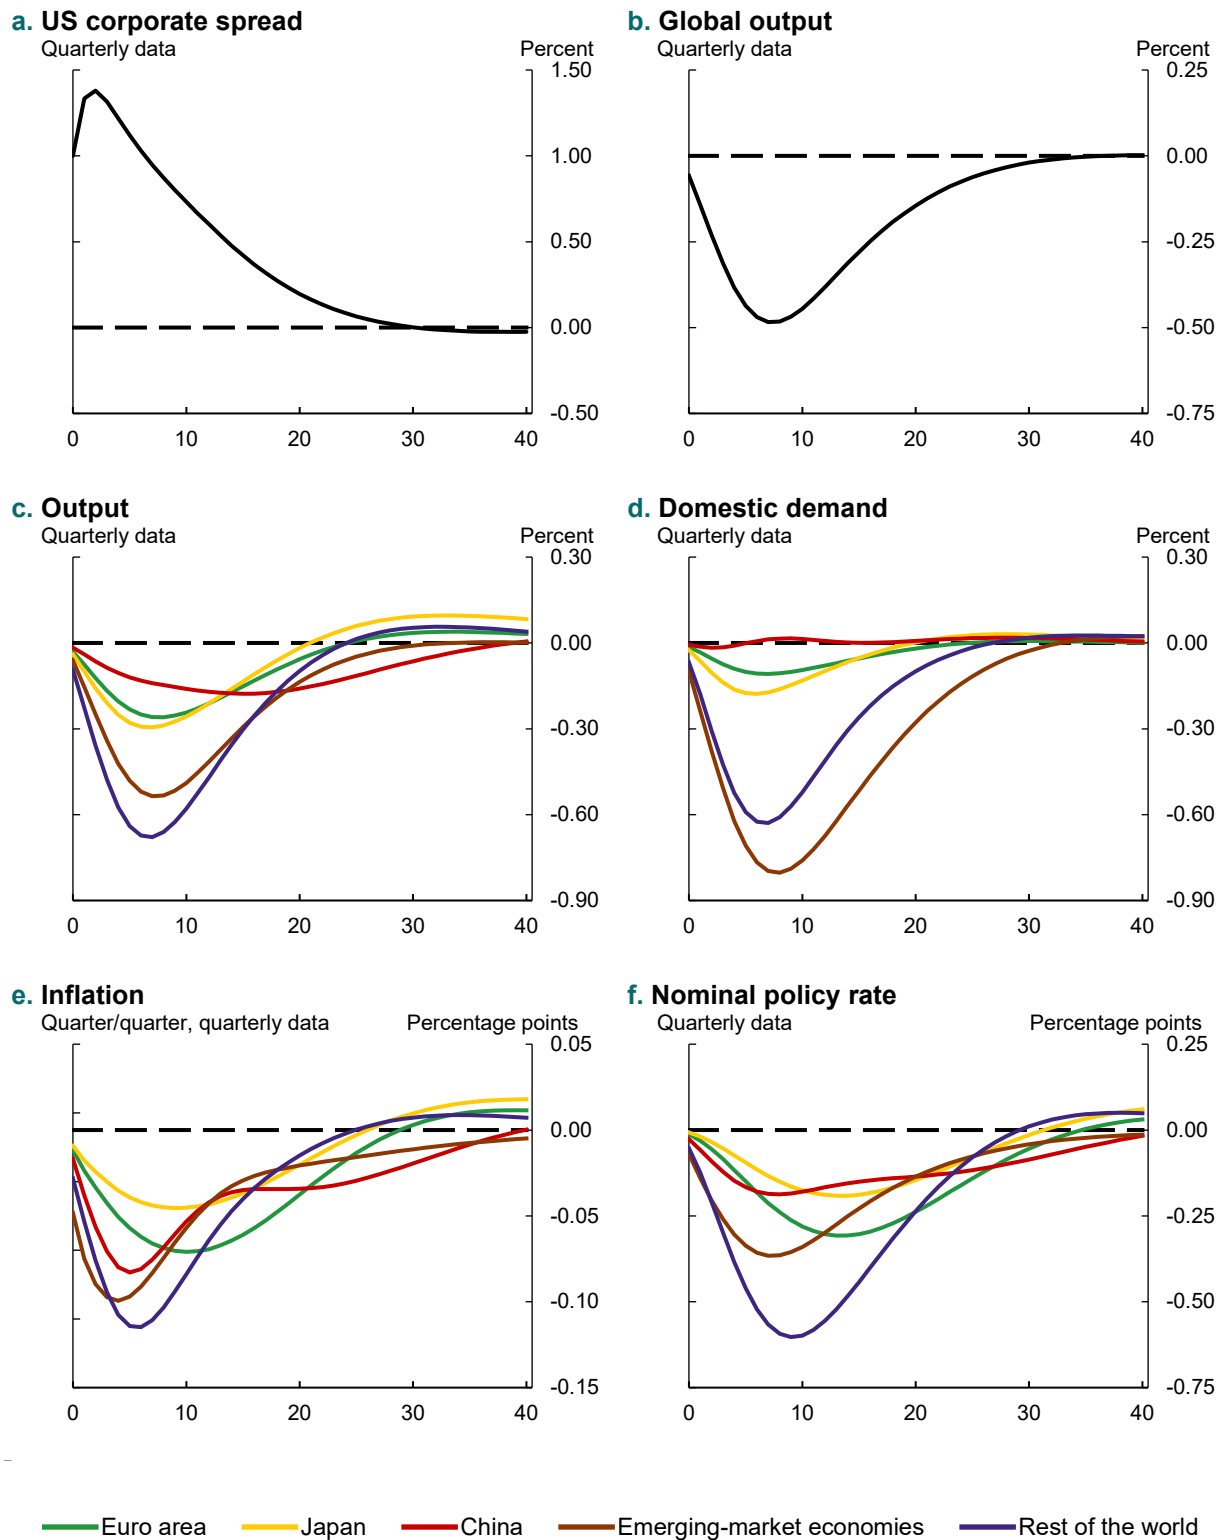 a. US corporate spread
Quarterly data Percent
1.50
1.00
0.50
0.00
-0.50
0 10 20 30 40
b. Global output
Quarterly data Percent
0.25
0.00
-0.25
-0.50
-0.75
0 10 20 30 40
c. Output
Quarterly data Percent
0.30
0.00
-0.30
-0.60
-0.90
0 10 20 30 40
d. Domestic demand
Quarterly data Percent
0.30
0.00
-0.30
-0.60
-0.90
0 10 20 30 40
e. Inflation
Quarter/quarter, quarterly data Percentage points
0.05
0.00
-0.05
-0.10
-0.15
0 10 20 30 40
f. Nominal policy rate
Quarterly data Percentage points
0.25
0.00
-0.25
-0.50
-0.75
0 10 20 30 40
Euro area Japan China Emerging-market economies Rest of the world